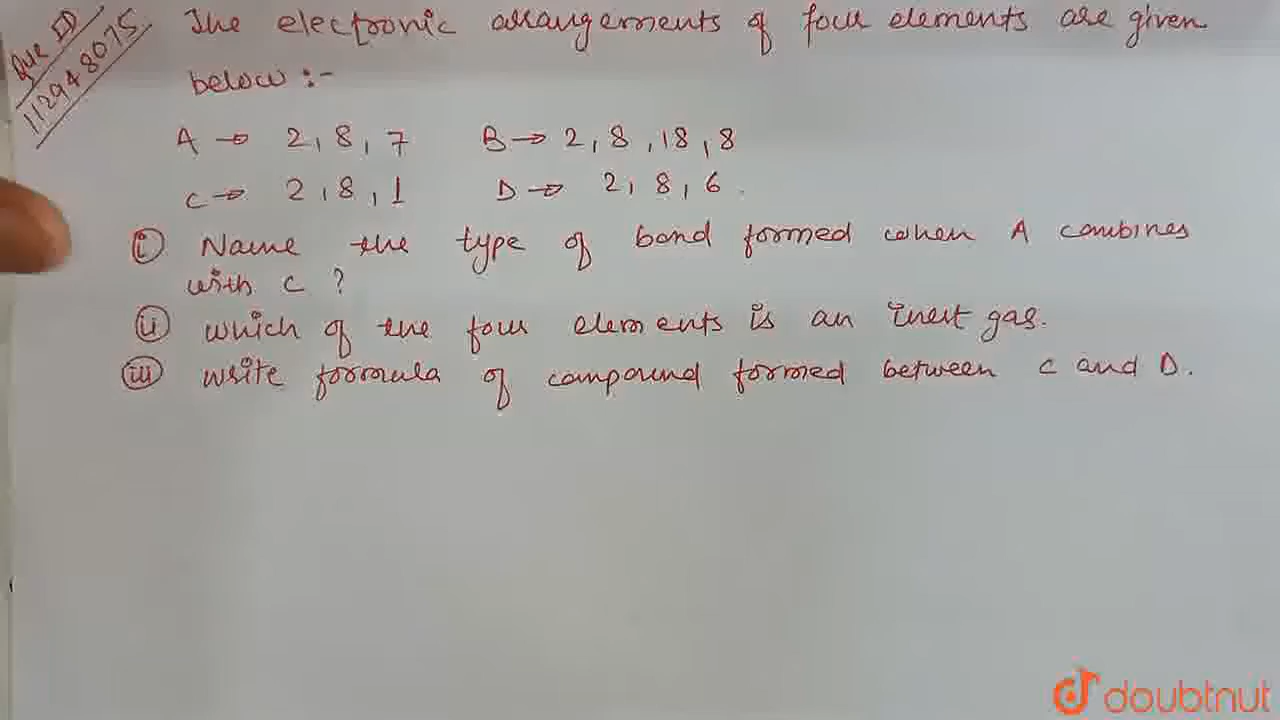 Que ID
112948075
The electronic arrangements of four elements are given
below :-
A → 2, 8, 7 B → 2, 8, 18, 8
C → 2, 8, 1 D → 2, 8, 6.
(i) Name the type of bond formed when A combines
with C ?
(ii) which of the four elements is an inert gas.
(iii) write formula of compound formed between C and D.
doubtnut